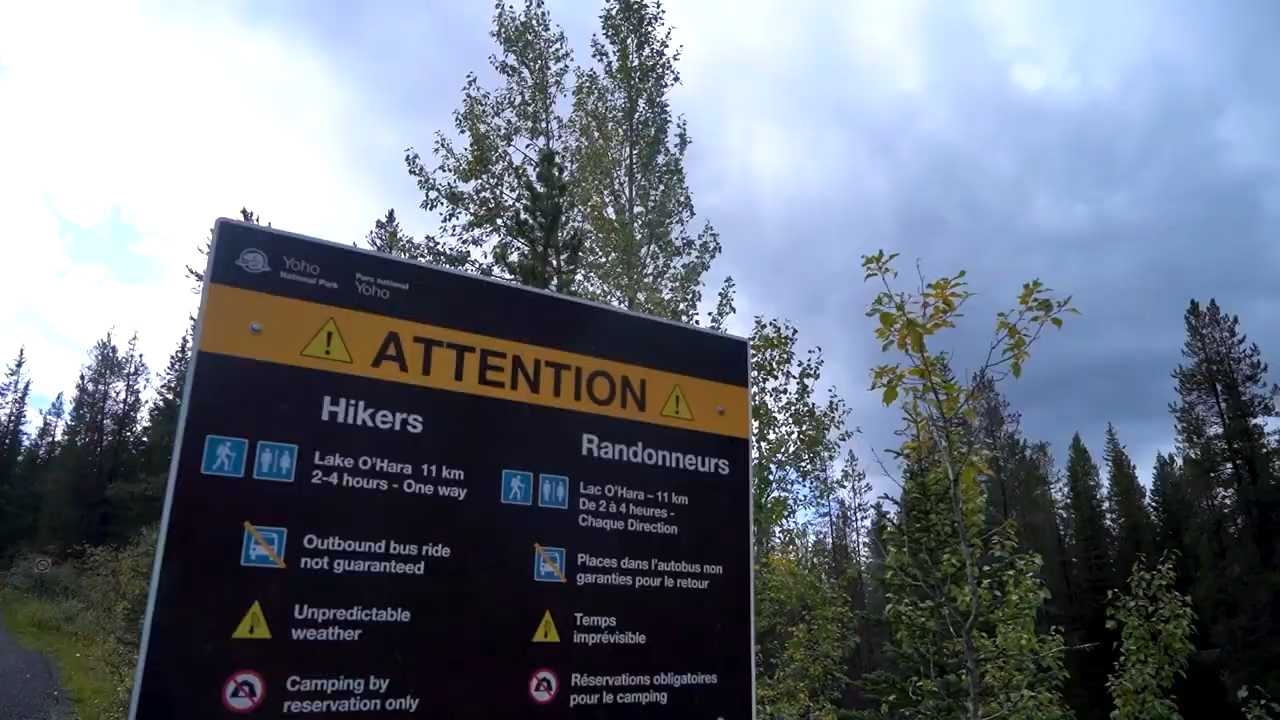 Yoho
National Park
Parc national
Yoho
ATTENTION
Hikers
Lake O'Hara 11 km
2-4 hours - One way
Outbound bus ride
not guaranteed
Unpredictable
weather
Camping by
reservation only
Randonneurs
Lac O'Hara – 11 km
De 2 à 4 heures -
Chaque Direction
Places dans l'autobus non
garanties pour le retour
Temps
imprévisible
Réservations obligatoires
pour le camping